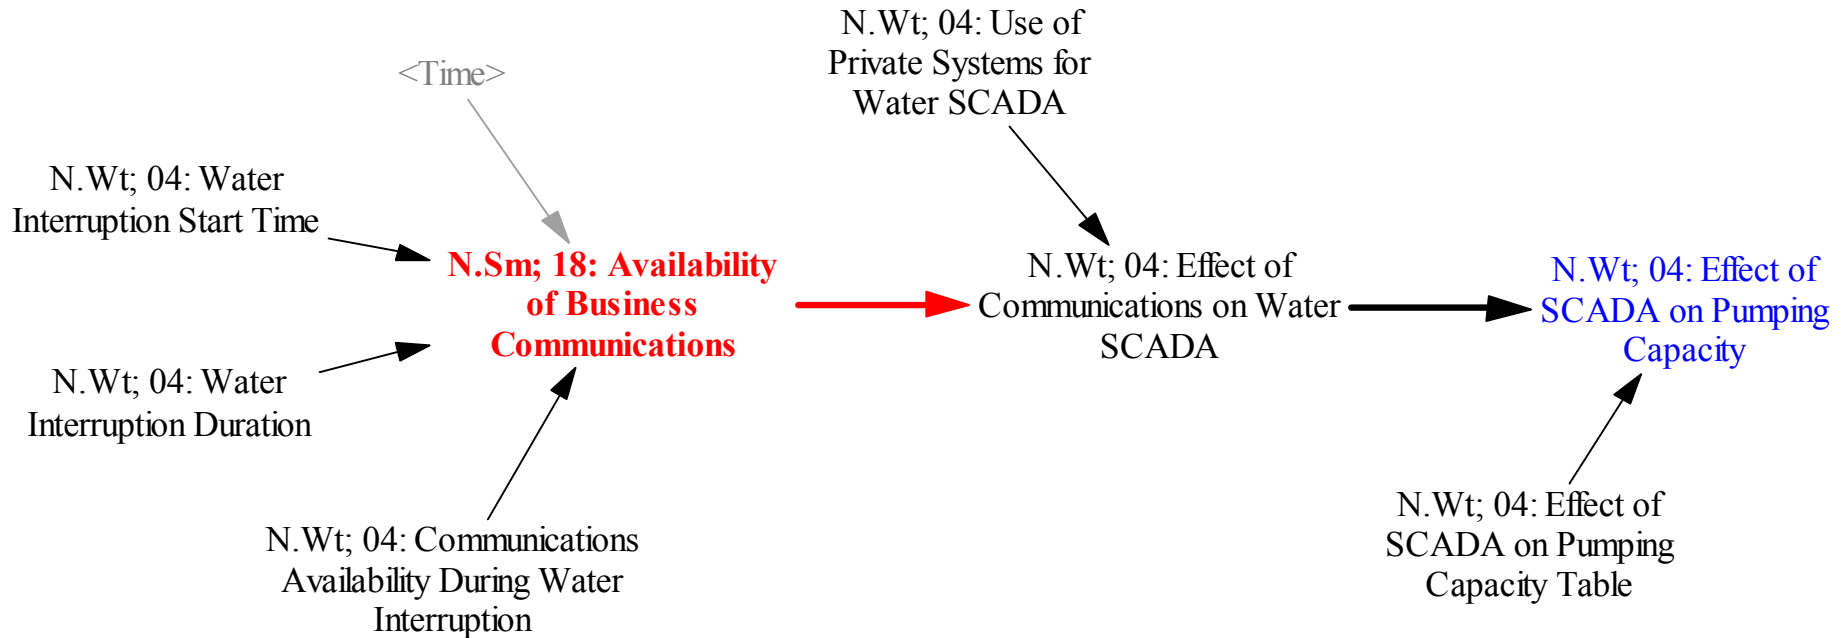 N.Wt; 04: Use of
Private Systems for
Water SCADA
<Time>
N.Wt; 04: Water
Interruption Start Time
N.Sm; 18: Availability
of Business
Communications
N.Wt; 04: Effect of
Communications on Water
SCADA
N.Wt; 04: Effect of
SCADA on Pumping
Capacity
N.Wt; 04: Water
Interruption Duration
N.Wt; 04: Communications
Availability During Water
Interruption
N.Wt; 04: Effect of
SCADA on Pumping
Capacity Table